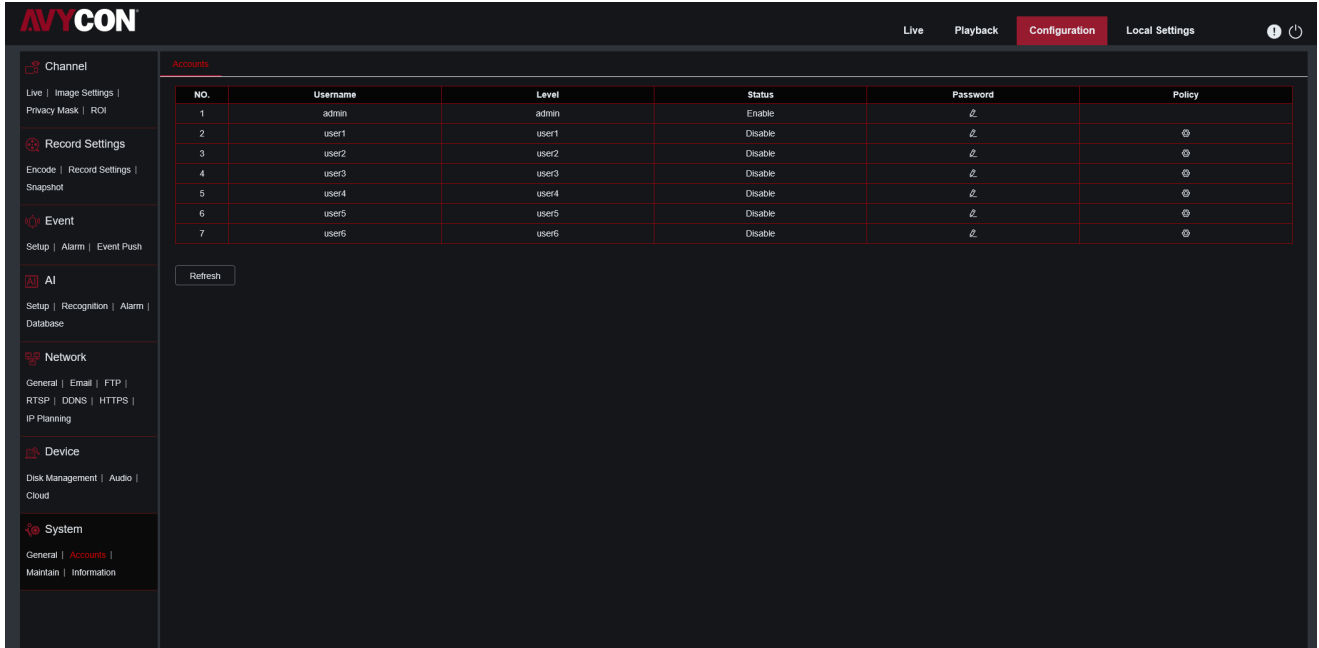 AVYCON
Live Playback Configuration Local Settings
Channel
Live | Image Settings |
Privacy Mask | ROI
Record Settings
Encode | Record Settings |
Snapshot
Event
Setup | Alarm | Event Push
AI AI
Setup | Recognition | Alarm |
Database
Network
General | Email | FTP |
RTSP | DDNS | HTTPS |
IP Planning
Device
Disk Management | Audio |
Cloud
System
General | Accounts |
Maintain | Information
Accounts
NO. Username Level Status Password Policy
1 admin admin Enable
2 user1 user1 Disable
3 user2 user2 Disable
4 user3 user3 Disable
5 user4 user4 Disable
6 user5 user5 Disable
7 user6 user6 Disable
Refresh